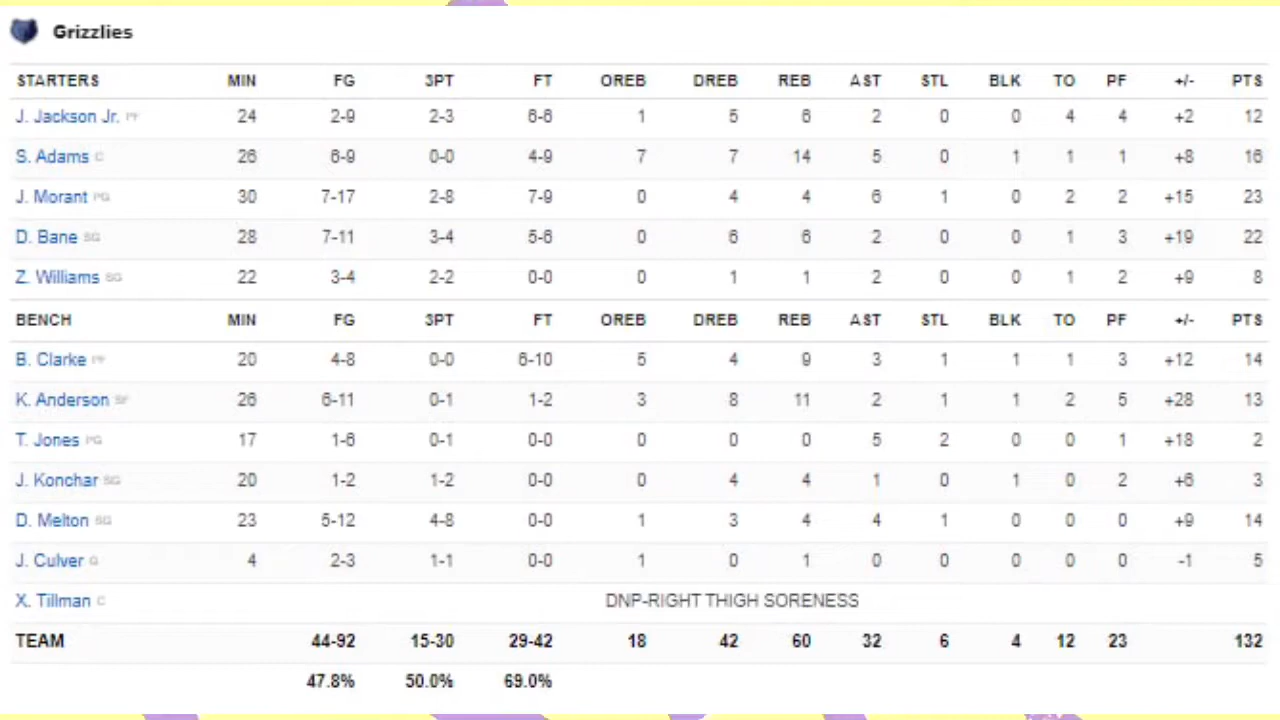 Grizzlies
STARTERS MIN FG 3PT FT OREB DREB REB AST STL BLK TO PF +/- PTS
J. Jackson Jr. PF 24 2-9 2-3 6-6 1 5 6 2 0 0 4 4 +2 12
S. Adams C 26 6-9 0-0 4-9 7 7 14 5 0 1 1 1 +8 16
J. Morant PG 30 7-17 2-8 7-9 0 4 4 6 1 0 2 2 +15 23
D. Bane SG 28 7-11 3-4 5-6 0 6 6 2 0 0 1 3 +19 22
Z. Williams SG 22 3-4 2-2 0-0 0 1 1 2 0 0 1 2 +9 8
BENCH MIN FG 3PT FT OREB DREB REB AST STL BLK TO PF +/- PTS
B. Clarke PF 20 4-8 0-0 6-10 5 4 9 3 1 1 1 3 +12 14
K. Anderson SF 26 6-11 0-1 1-2 3 8 11 2 1 1 2 5 +28 13
T. Jones PG 17 1-6 0-1 0-0 0 0 0 5 2 0 0 1 +18 2
J. Konchar SG 20 1-2 1-2 0-0 0 4 4 1 0 1 0 2 +6 3
D. Melton SG 23 5-12 4-8 0-0 1 3 4 4 1 0 0 0 +9 14
J. Culver G 4 2-3 1-1 0-0 1 0 1 0 0 0 0 0 -1 5
X. Tillman C DNP-RIGHT THIGH SORENESS
TEAM 44-92 15-30 29-42 18 42 60 32 6 4 12 23 132
47.8% 50.0% 69.0%